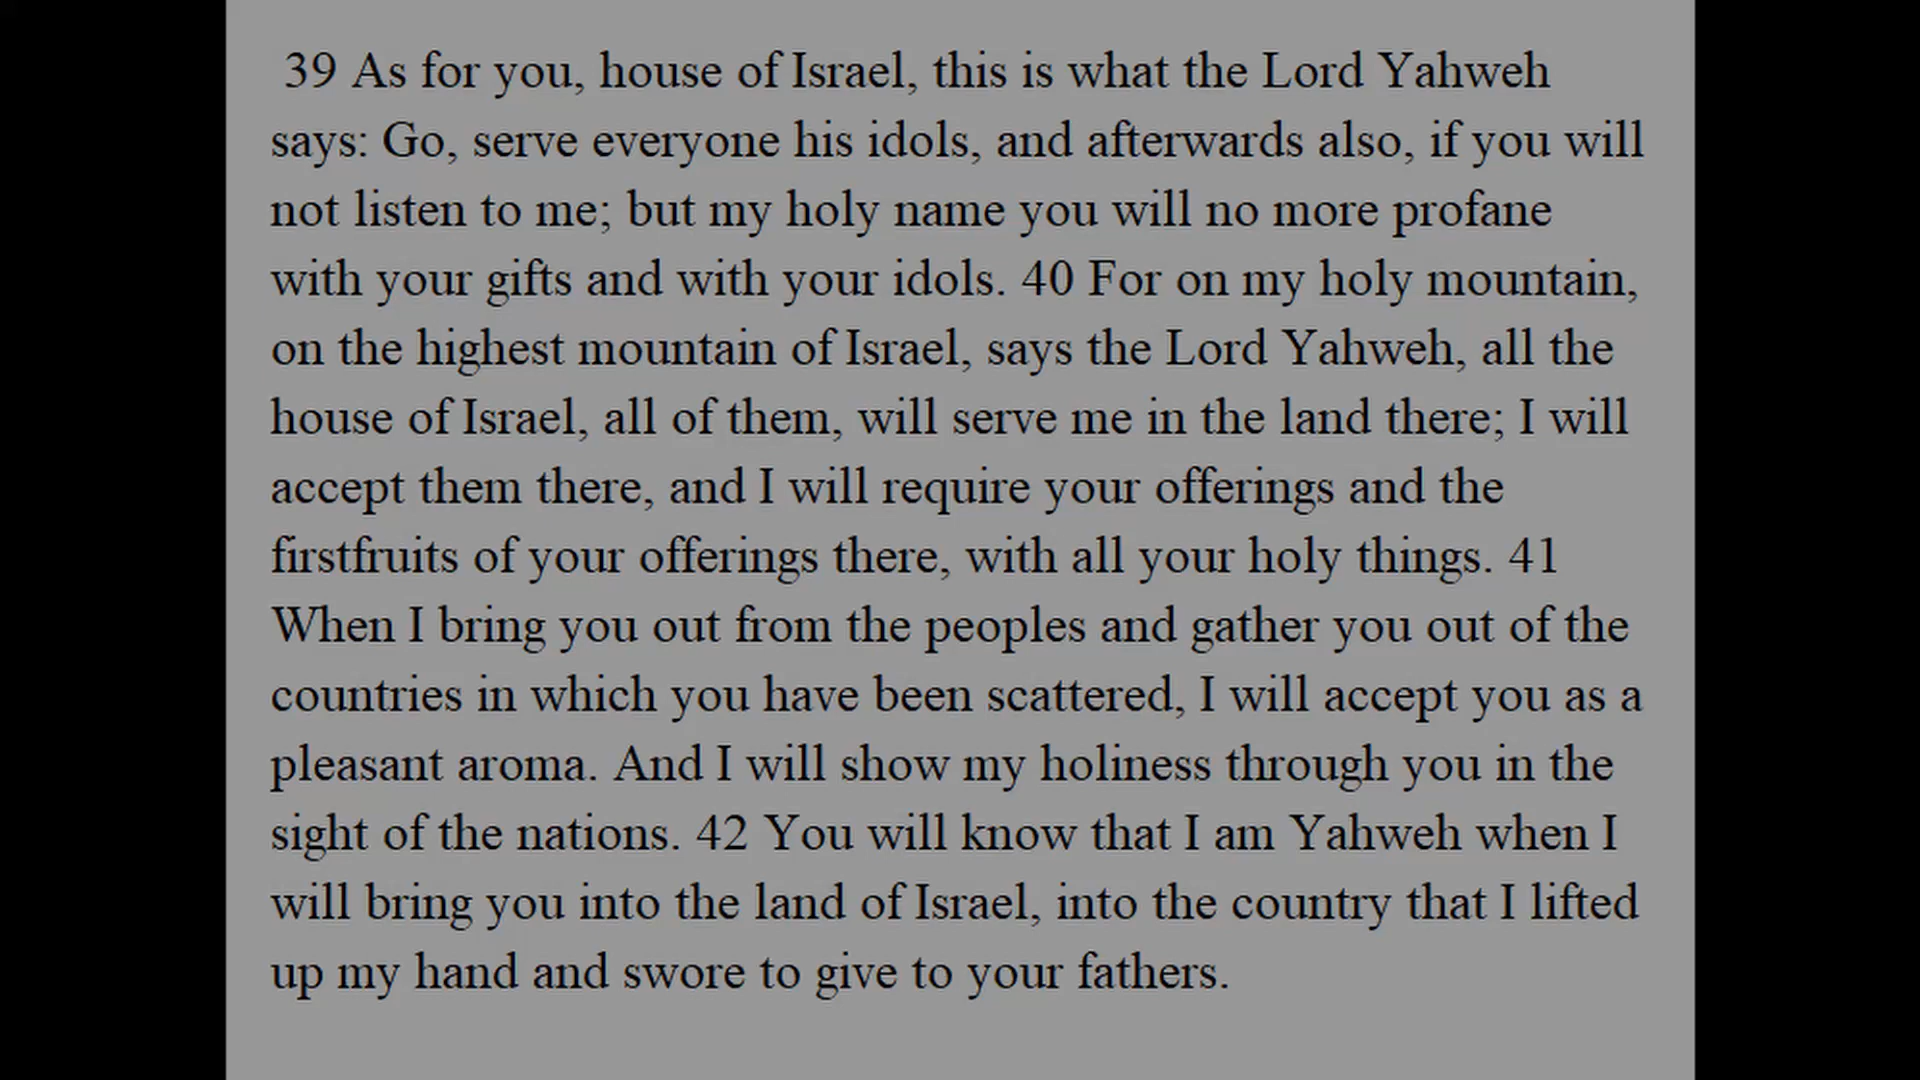 39 As for you, house of Israel, this is what the Lord Yahweh
says: Go, serve everyone his idols, and afterwards also, if you will
not listen to me; but my holy name you will no more profane
with your gifts and with your idols. 40 For on my holy mountain,
on the highest mountain of Israel, says the Lord Yahweh, all the
house of Israel, all of them, will serve me in the land there; I will
accept them there, and I will require your offerings and the
firstfruits of your offerings there, with all your holy things. 41
When I bring you out from the peoples and gather you out of the
countries in which you have been scattered, I will accept you as a
pleasant aroma. And I will show my holiness through you in the
sight of the nations. 42 You will know that I am Yahweh when I
will bring you into the land of Israel, into the country that I lifted
up my hand and swore to give to your fathers.